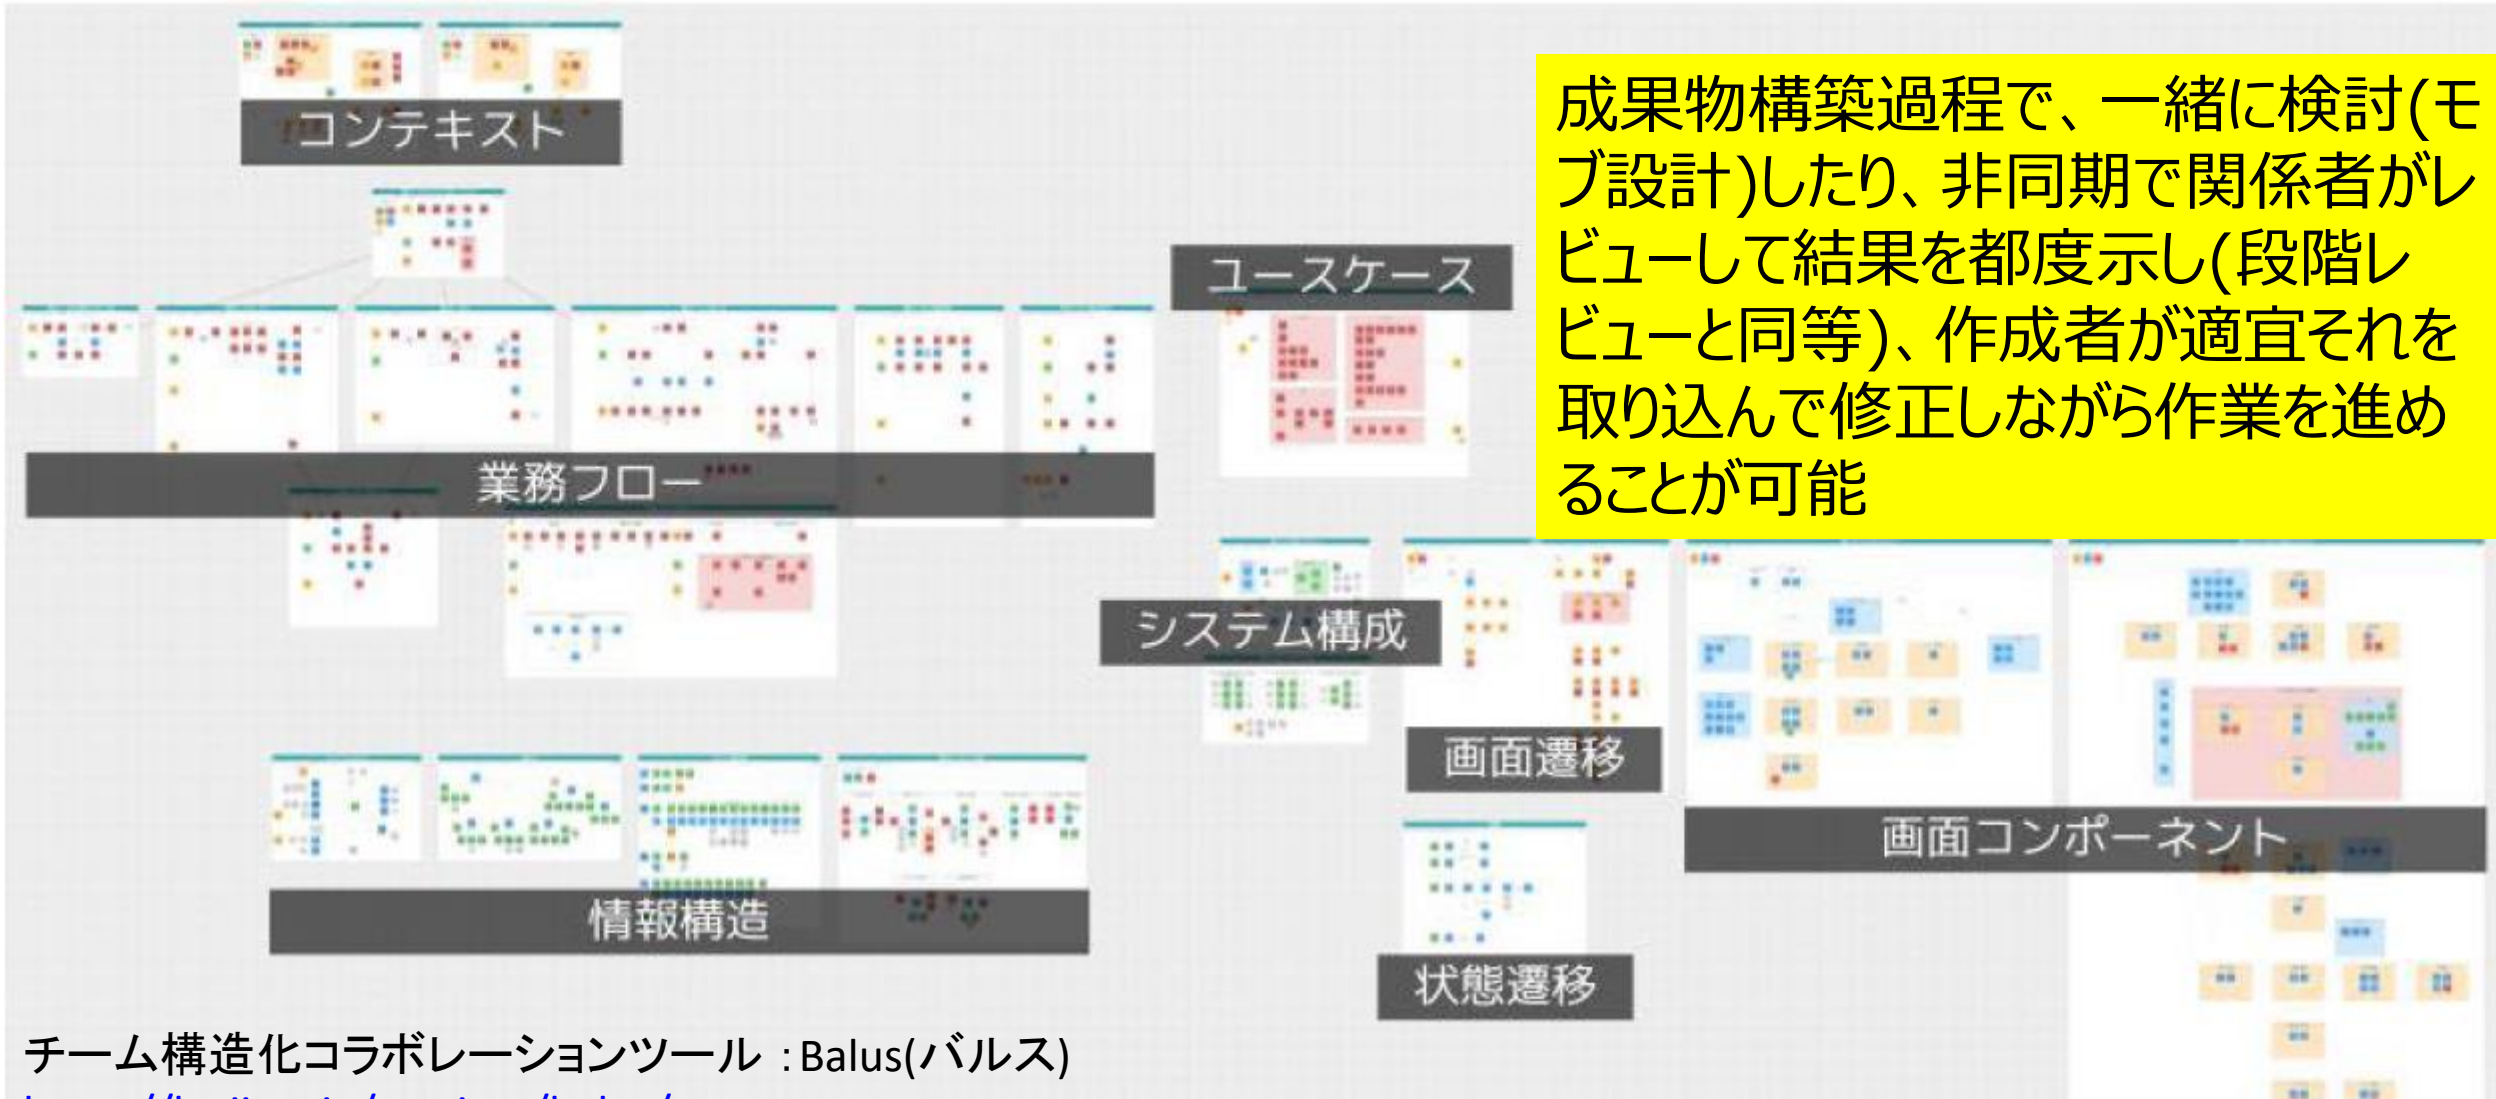 コンテキスト
成果物構築過程で、一緒に検討(モ
ブ設計)したり、非同期で関係者がレ
ビューして結果を都度示し(段階レ
ビューと同等)、作成者が適宜それを
取り込んで修正しながら作業を進め
ることが可能
ユースケース
業務フロー
システム構成
画面遷移
画面コンポーネント
情報構造
状態遷移
チーム構造化コラボレーションツール :Balus(バルス)